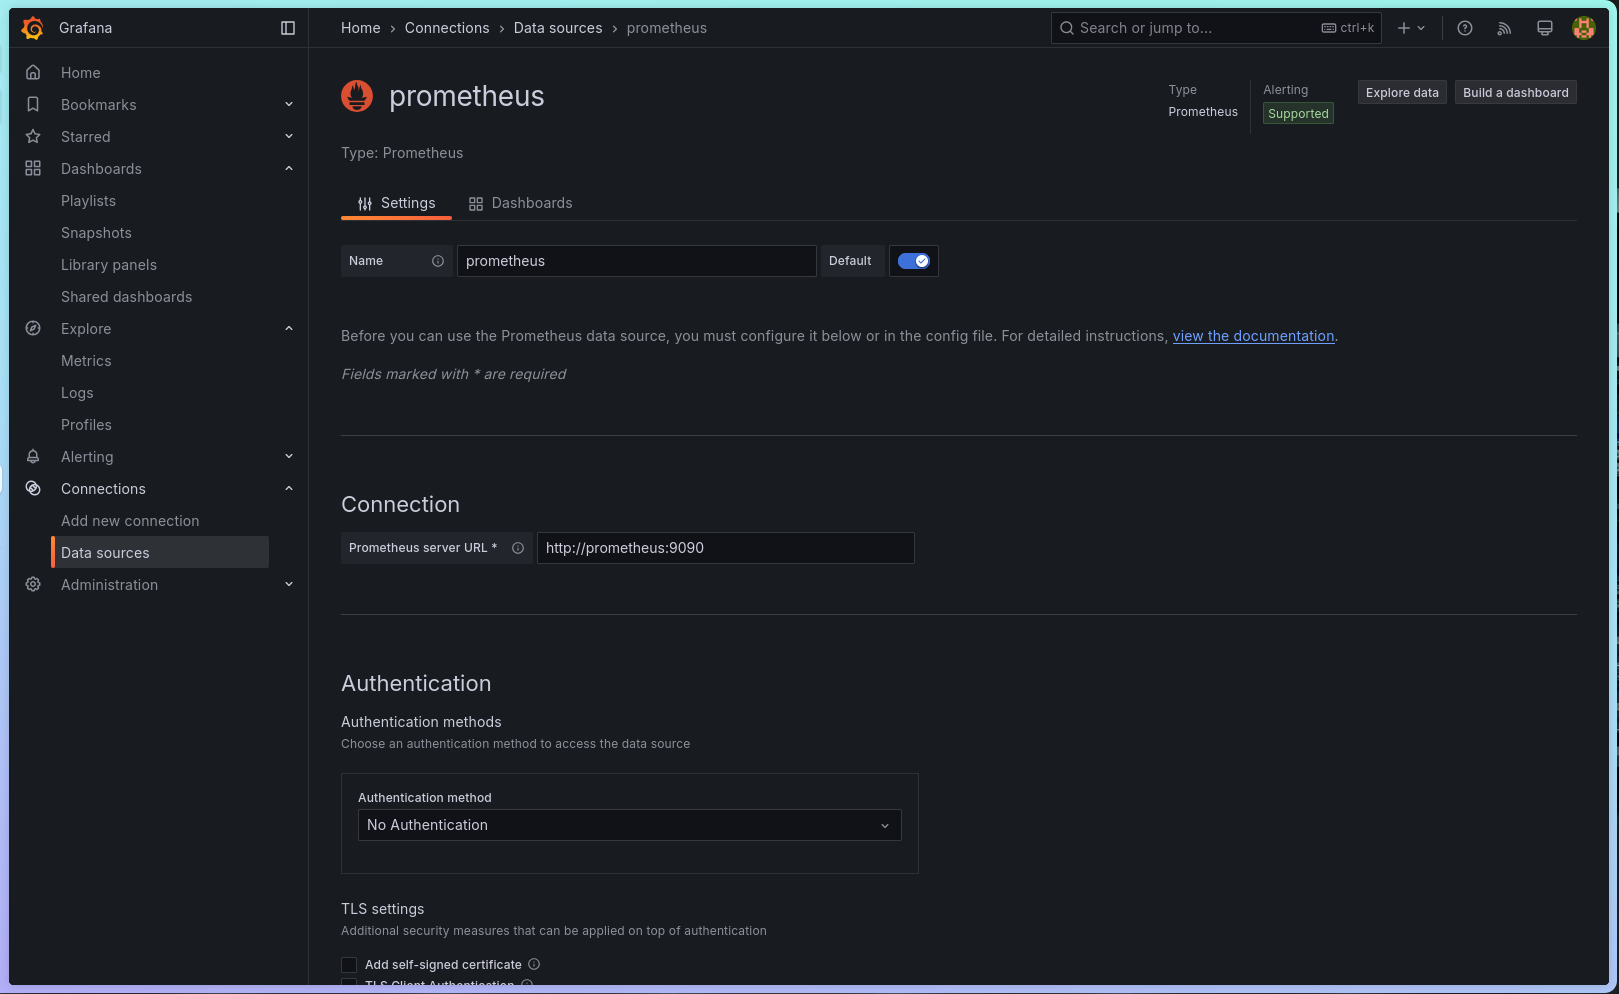 Grafana
Home
Connections
Data sources
prometheus
Search or jump to...
ctrl+k
Home
Bookmarks
Starred
Dashboards
Playlists
Snapshots
Library panels
Shared dashboards
Explore
Metrics
Logs
Profiles
Alerting
Connections
Add new connection
Data sources
Administration
prometheus
Type
Prometheus
Alerting
Supported
Explore data
Build a dashboard
Type: Prometheus
Settings
Dashboards
Name
prometheus
Default
Before you can use the Prometheus data source, you must configure it below or in the config file. For detailed instructions, view the documentation.
Fields marked with * are required
Connection
Prometheus server URL *
http://prometheus:9090
Authentication
Authentication methods
Choose an authentication method to access the data source
Authentication method
No Authentication
TLS settings
Additional security measures that can be applied on top of authentication
Add self-signed certificate
TLS Client Authentication